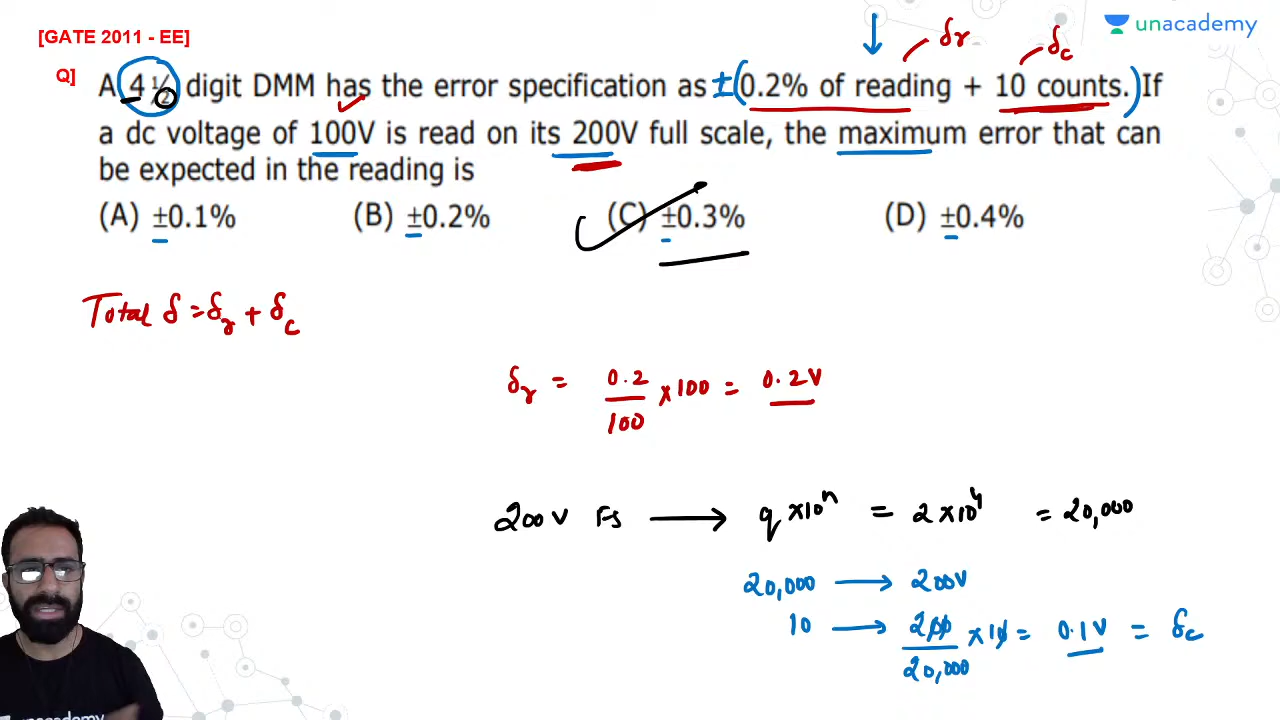 [GATE 2011 - EE]
unacademy
δr
δc
Q]
A 4 ½ digit DMM has the error specification as ±(0.2% of reading + 10 counts.) If
a dc voltage of 100V is read on its 200V full scale, the maximum error that can
be expected in the reading is
(A) ±0.1% (B) ±0.2% (C) ±0.3% (D) ±0.4%
Total δ = δr + δc
δr = 0.2/100 × 100 = 0.2V
200V FS → q×10ⁿ = 2×10⁴ = 20,000
20,000 → 200V
10 → 200/20,000 × 10 = 0.1V = δc
unacademy